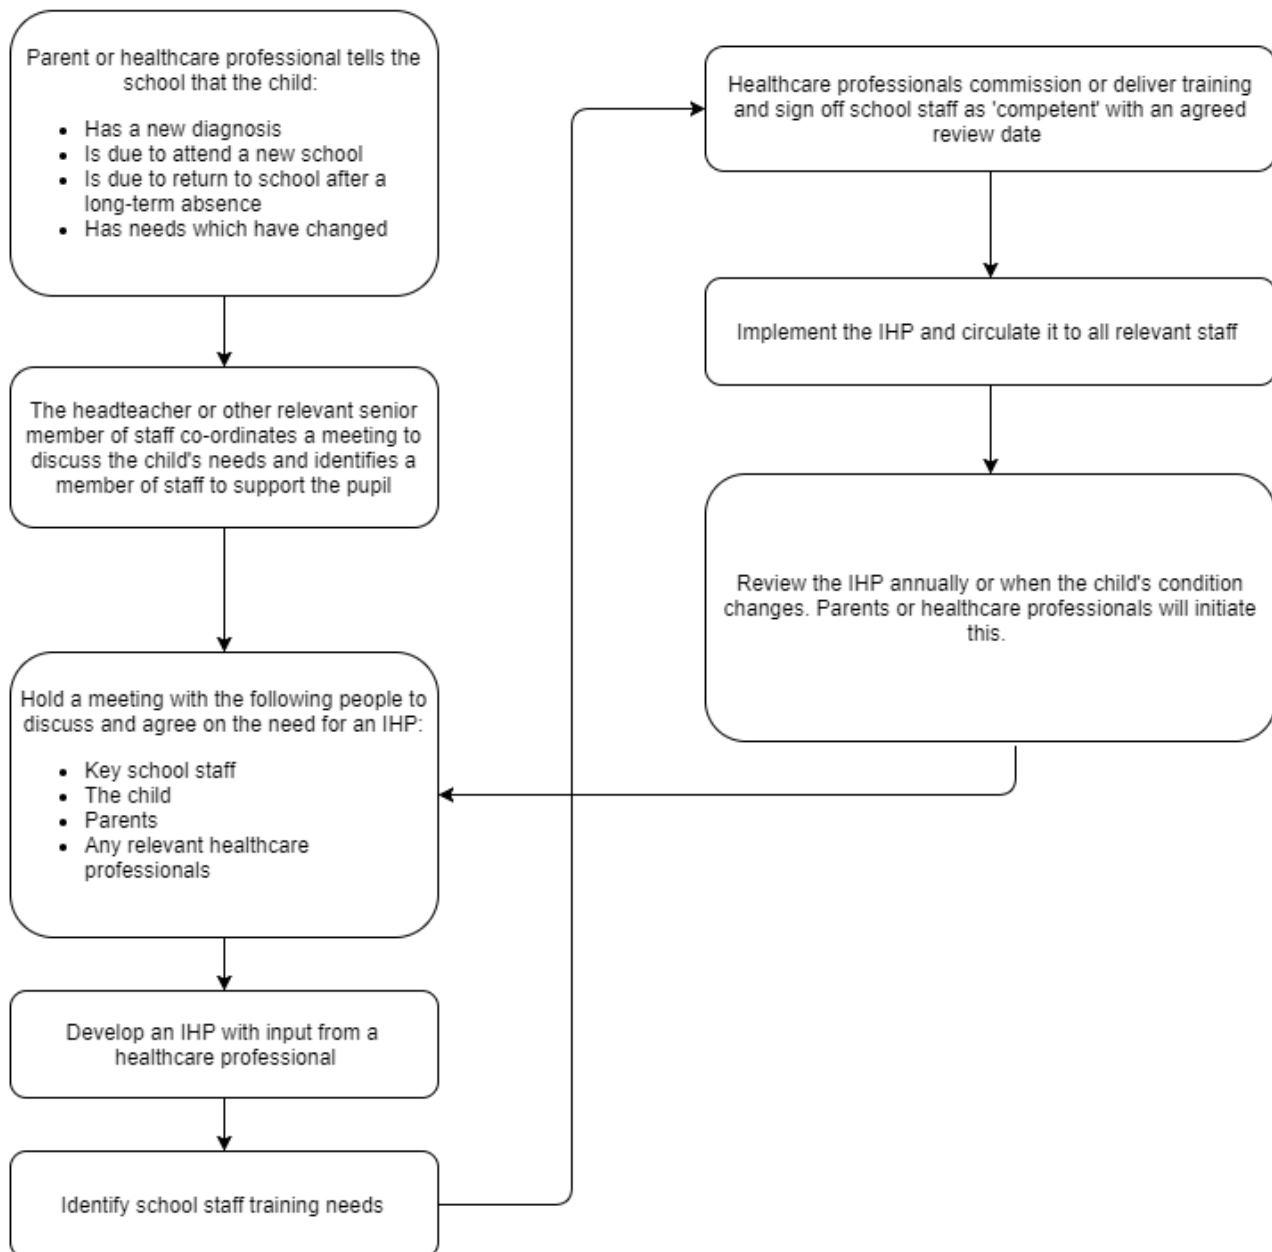 Parent or healthcare professional tells the
school that the child:
• Has a new diagnosis
• Is due to attend a new school
• Is due to return to school after a
long-term absence
• Has needs which have changed
The headteacher or other relevant senior
member of staff co-ordinates a meeting to
discuss the child's needs and identifies a
member of staff to support the pupil
Hold a meeting with the following people to
discuss and agree on the need for an IHP:
• Key school staff
• The child
• Parents
• Any relevant healthcare
professionals
Develop an IHP with input from a
healthcare professional
Identify school staff training needs
Healthcare professionals commission or deliver training
and sign off school staff as 'competent' with an agreed
review date
Implement the IHP and circulate it to all relevant staff
Review the IHP annually or when the child's condition
changes. Parents or healthcare professionals will initiate
this.